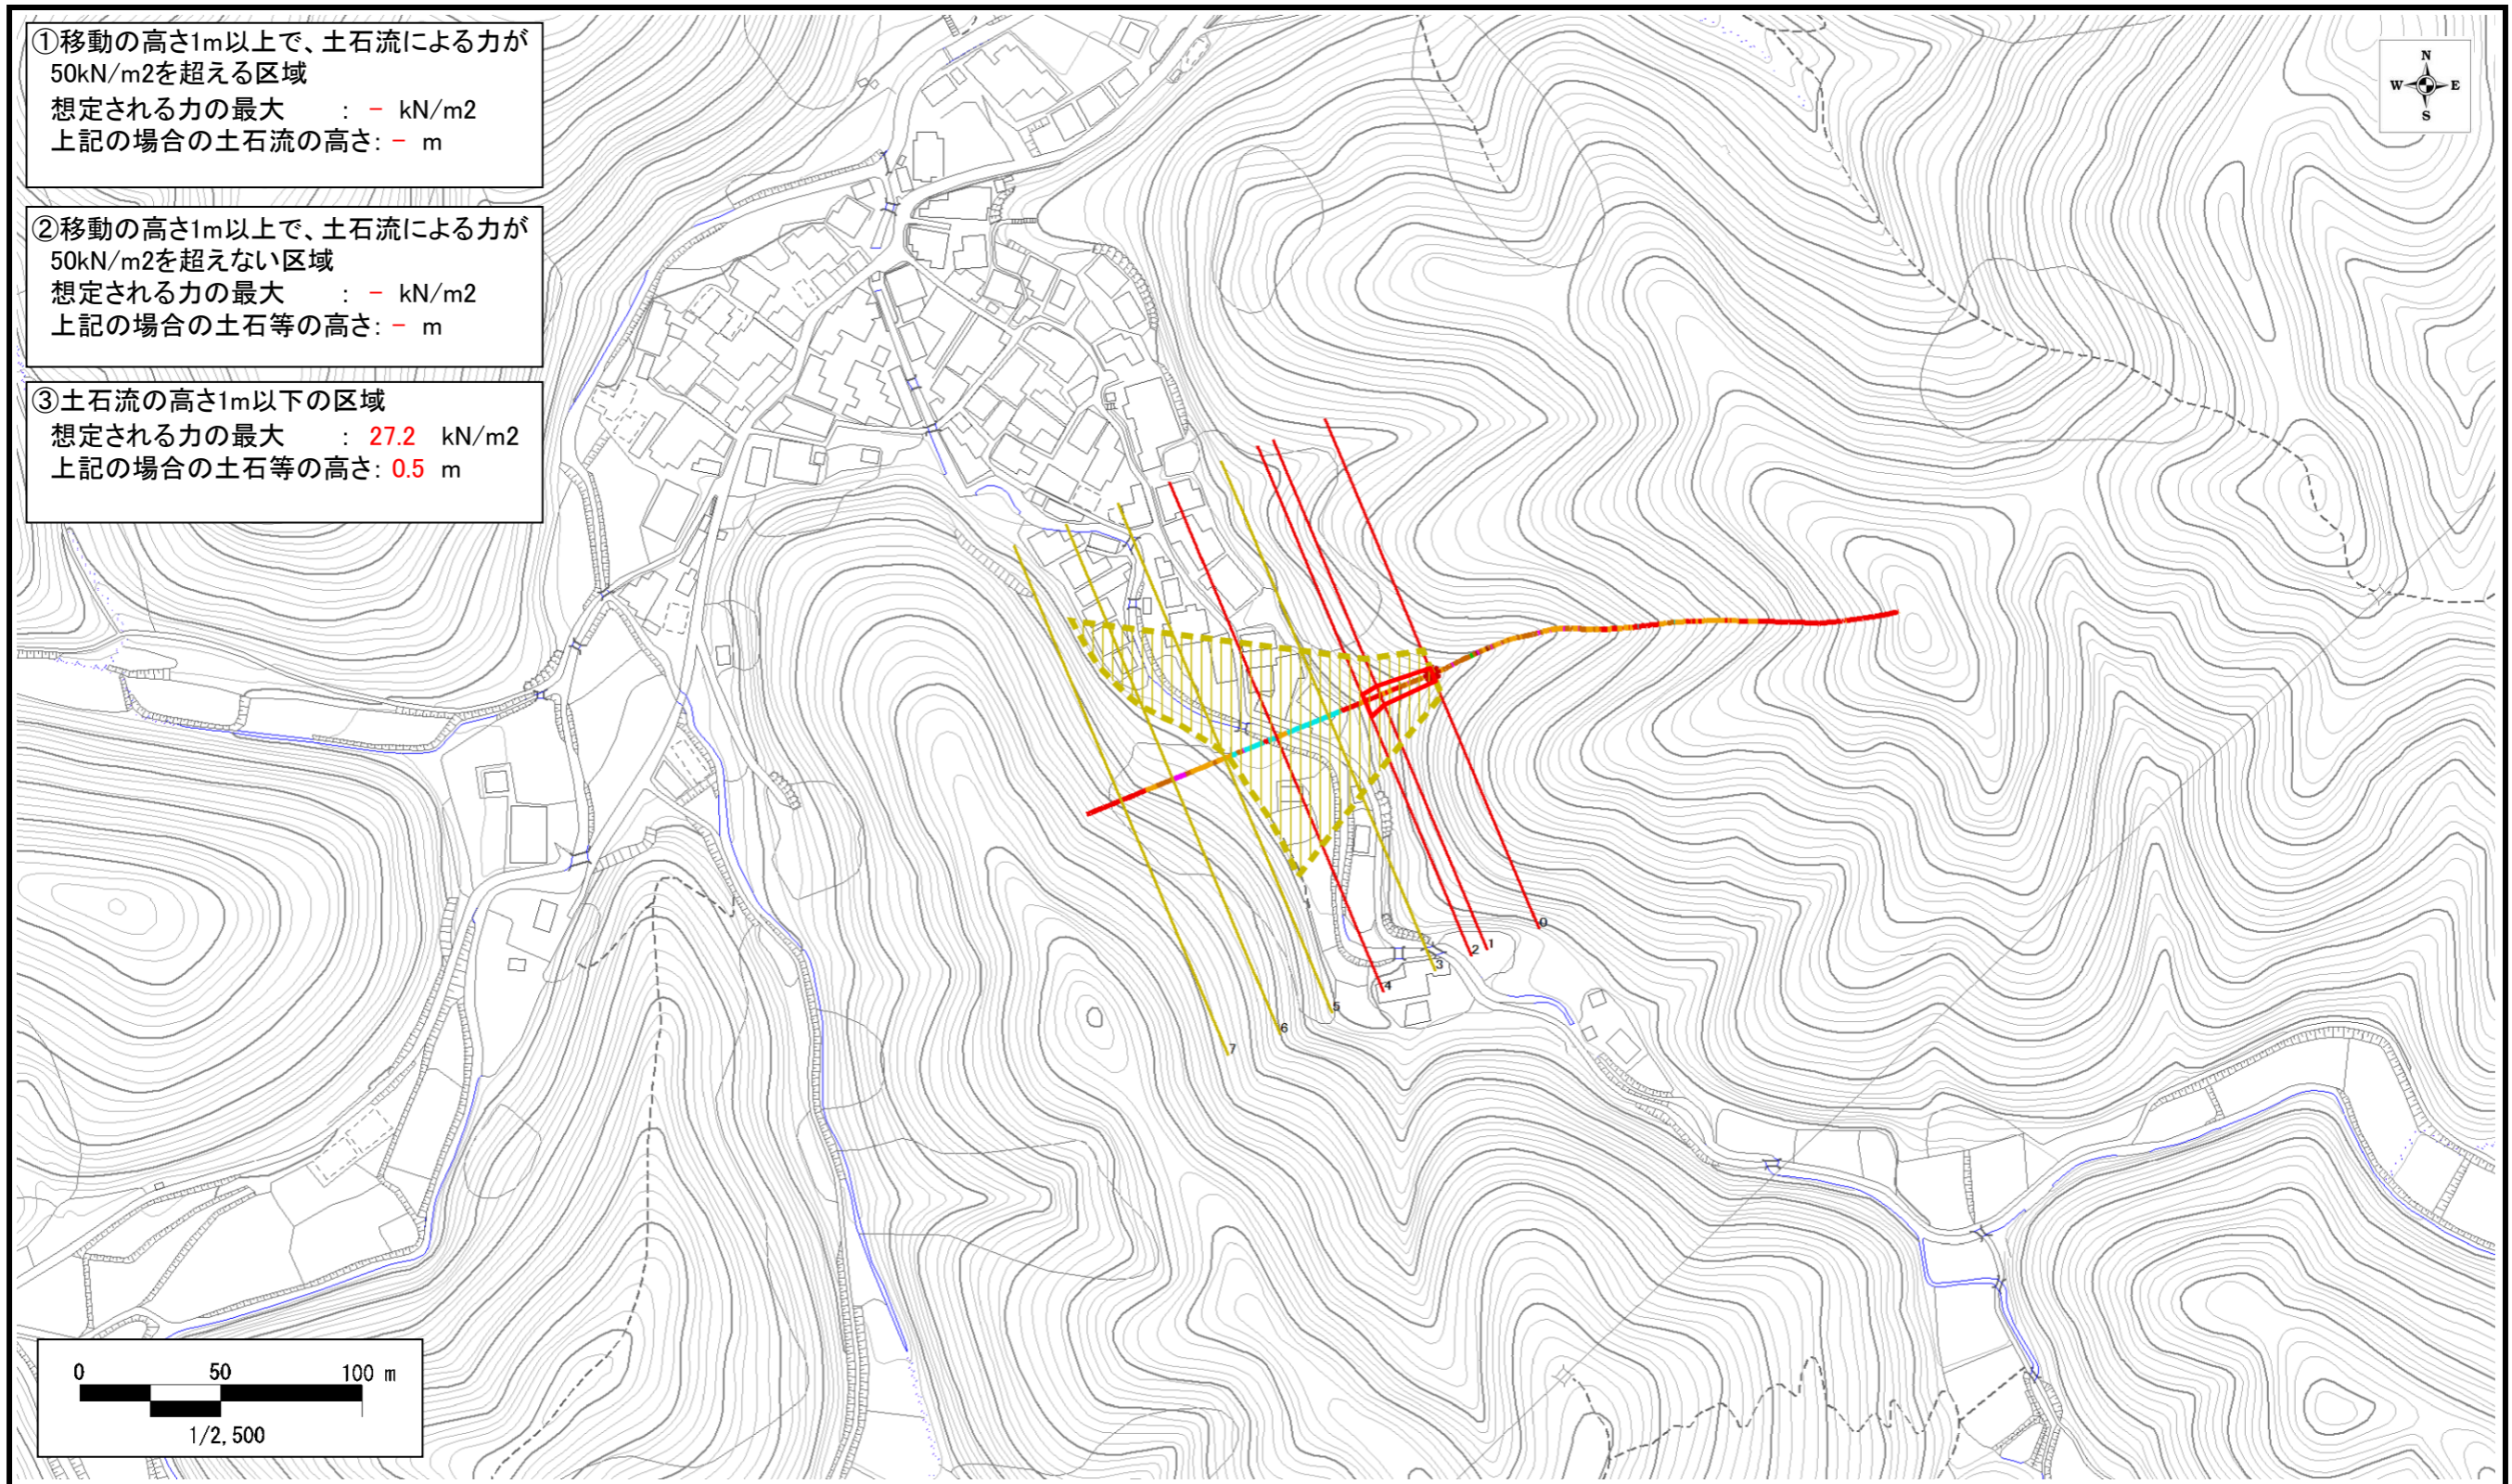 ①移動の高さ1m以上で、土石流による力が
50kN/m2を超える区域
想定される力の最大 : − kN/m2
上記の場合の土石流の高さ: − m
②移動の高さ1m以上で、土石流による力が
50kN/m2を超えない区域
想定される力の最大 : − kN/m2
上記の場合の土石等の高さ: − m
③土石流の高さ1m以下の区域
想定される力の最大 : 27.2 kN/m2
上記の場合の土石等の高さ: 0.5 m
N
W E
S
0
1
2
3
4
5
6
7
0 50 100 m
1/2,500